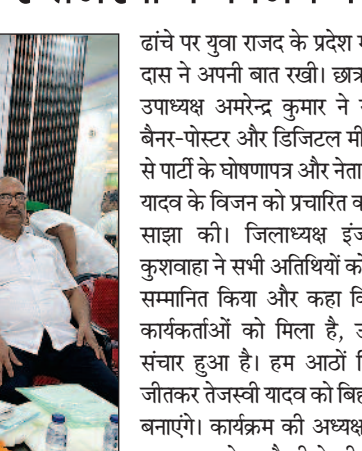 ढांचे पर युवा राजद के प्रदेश
दास ने अपनी बात रखी। छात्र
उपाध्यक्ष अमरेन्द्र कुमार ने
बैनर-पोस्टर और डिजिटल मी
से पार्टी के घोषणापत्र और नेता
यादव के विजन को प्रचारित क
साझा की। जिलाध्यक्ष इंज
कुशवाहा ने सभी अतिथियों को
सम्मानित किया और कहा कि
कार्यकर्ताओं को मिला है, उ
संचार हुआ है। हम आठों वि
जीतकर तेजस्वी यादव को बिह
बनाएंगे। कार्यक्रम की अध्यक्ष